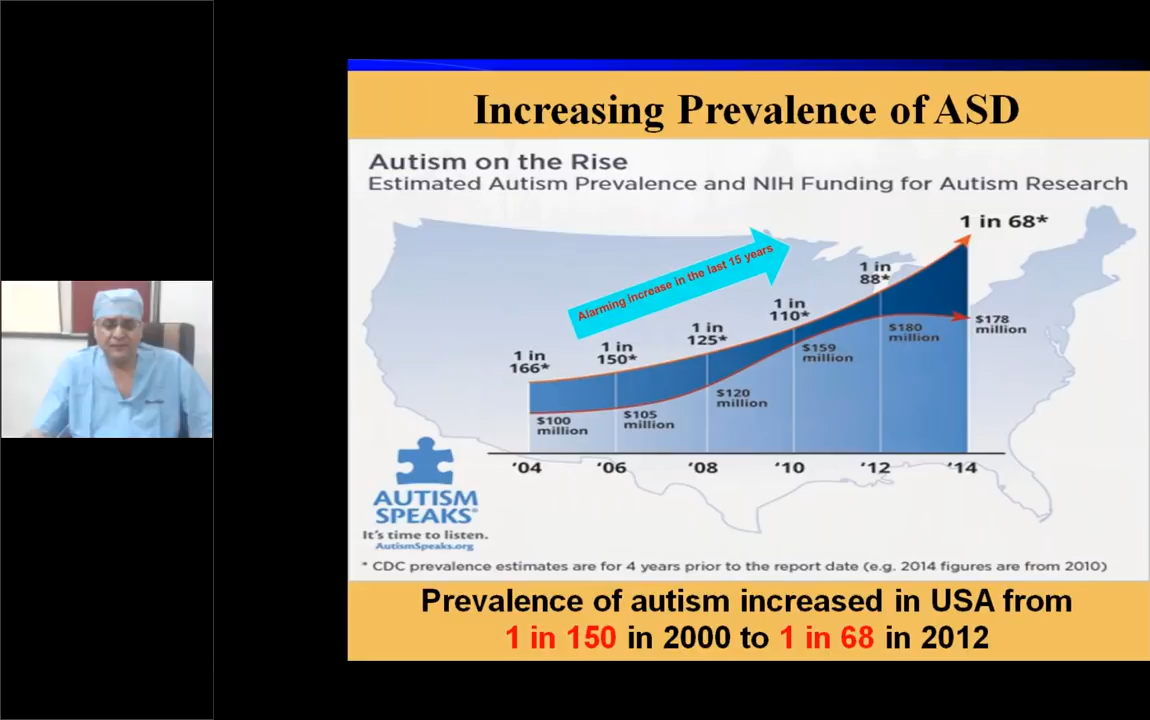 Increasing Prevalence of ASD
Autism on the Rise
Estimated Autism Prevalence and NIH Funding for Autism Research
Alarming increase in the last 15 years
1 in 68*
1 in
88*
1 in
110*
1 in
125*
1 in
150*
1 in
166*
$100
million
$105
million
$120
million
$159
million
$180
million
$178
million
'04 '06 '08 '10 '12 '14
AUTISM
SPEAKS®
It's time to listen.
AutismSpeaks.org
* CDC prevalence estimates are for 4 years prior to the report date (e.g. 2014 figures are from 2010)
Prevalence of autism increased in USA from
1 in 150 in 2000 to 1 in 68 in 2012